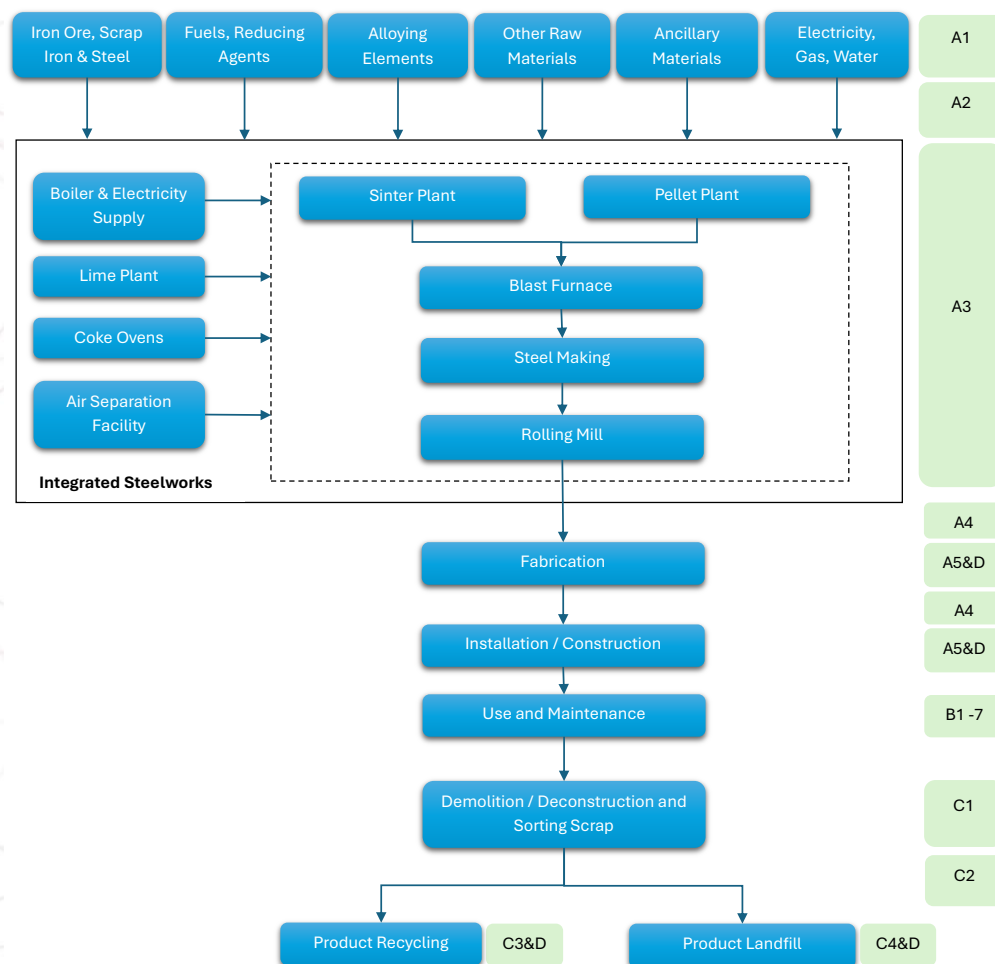 Iron Ore, Scrap
Iron & Steel
Fuels, Reducing
Agents
Alloying
Elements
Other Raw
Materials
Ancillary
Materials
Electricity,
Gas, Water
A1
A2
Boiler & Electricity
Supply
Sinter Plant
Pellet Plant
Lime Plant
Blast Furnace
A3
Coke Ovens
Steel Making
Air Separation
Facility
Rolling Mill
Integrated Steelworks
A4
Fabrication
A5&D
A4
Installation / Construction
A5&D
Use and Maintenance
B1 -7
Demolition / Deconstruction and
Sorting Scrap
C1
C2
Product Recycling
C3&D
Product Landfill
C4&D